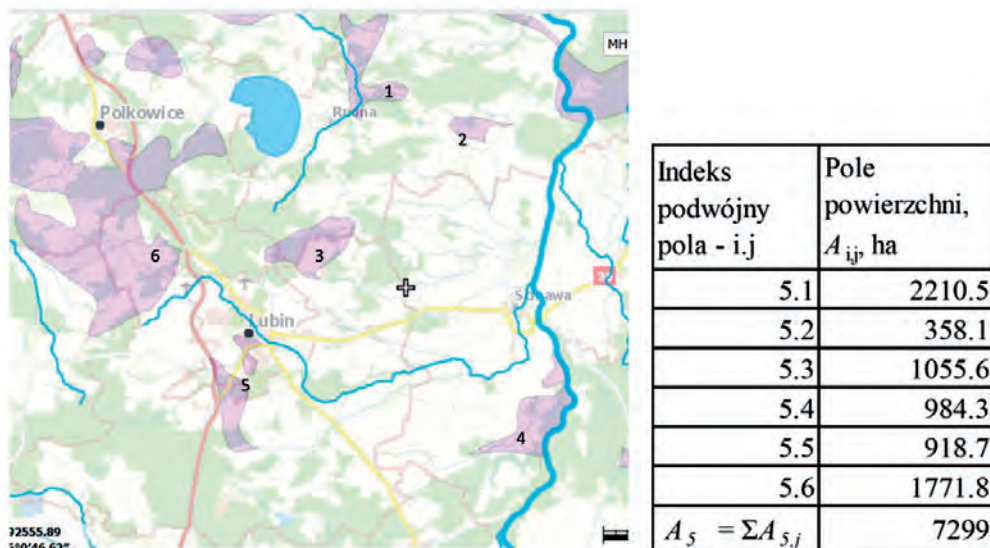 MH
1
Polkowice
Rudna
2
6
3
Lubin
5
4
92555.89
Indeks podwójny pola - i.j
Pole powierzchni, A i,j, ha
5.1 2210.5
5.2 358.1
5.3 1055.6
5.4 984.3
5.5 918.7
5.6 1771.8
A 5 = ΣA 5,j 7299